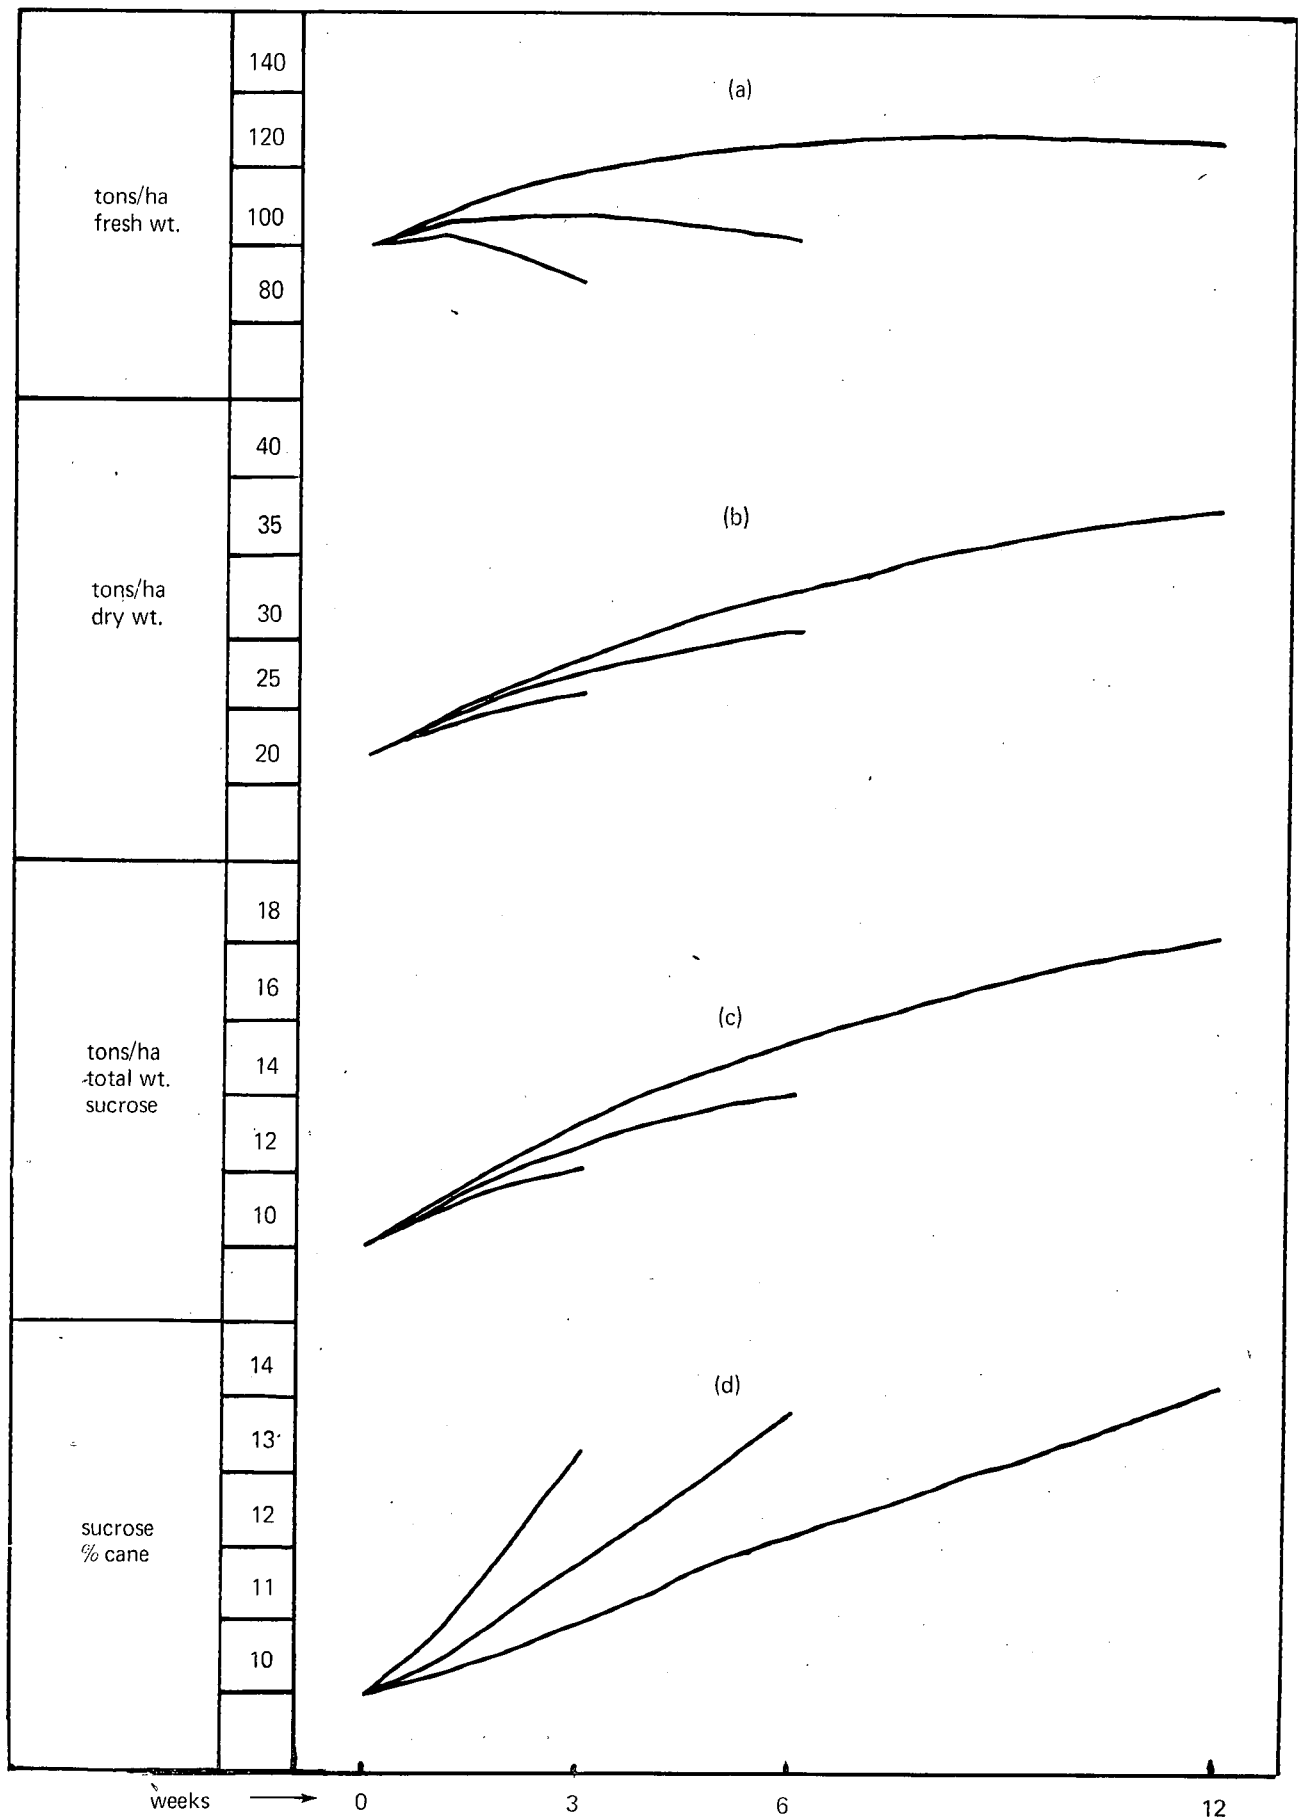 140
(a)
120
tons/ha
fresh wt.
100
80
40
35
(b)
tons/ha
dry wt.
30
25
20
18
16
(c)
tons/ha
total wt.
sucrose
14
12
10
14
(d)
13
12
sucrose
% cane
11
10
weeks 0 3 6 12